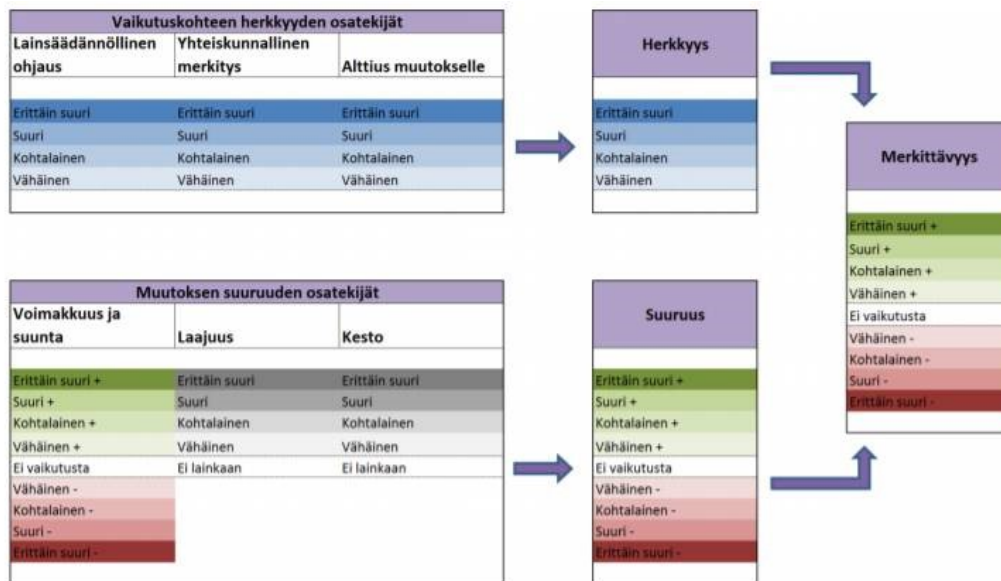 Vaikutuskohteen herkkyyden osatekijät
Lainsäädännöllinen ohjaus Yhteiskunnallinen merkitys Alttius muutokselle
Erittäin suuri Erittäin suuri Erittäin suuri
Suuri Suuri Suuri
Kohtalainen Kohtalainen Kohtalainen
Vähäinen Vähäinen Vähäinen
Herkkyys
Erittäin suuri
Suuri
Kohtalainen
Vähäinen
Muutoksen suuruuden osatekijät
Voimakkuus ja suunta Laajuus Kesto
Erittäin suuri + Erittäin suuri Erittäin suuri
Suuri + Suuri Suuri
Kohtalainen + Kohtalainen Kohtalainen
Vähäinen + Vähäinen Vähäinen
Ei vaikutusta Ei lainkaan Ei lainkaan
Vähäinen -
Kohtalainen -
Suuri -
Erittäin suuri -
Suuruus
Erittäin suuri +
Suuri +
Kohtalainen +
Vähäinen +
Ei vaikutusta
Vähäinen -
Kohtalainen -
Suuri -
Erittäin suuri -
Merkittävyys
Erittäin suuri +
Suuri +
Kohtalainen +
Vähäinen +
Ei vaikutusta
Vähäinen -
Kohtalainen -
Suuri -
Erittäin suuri -